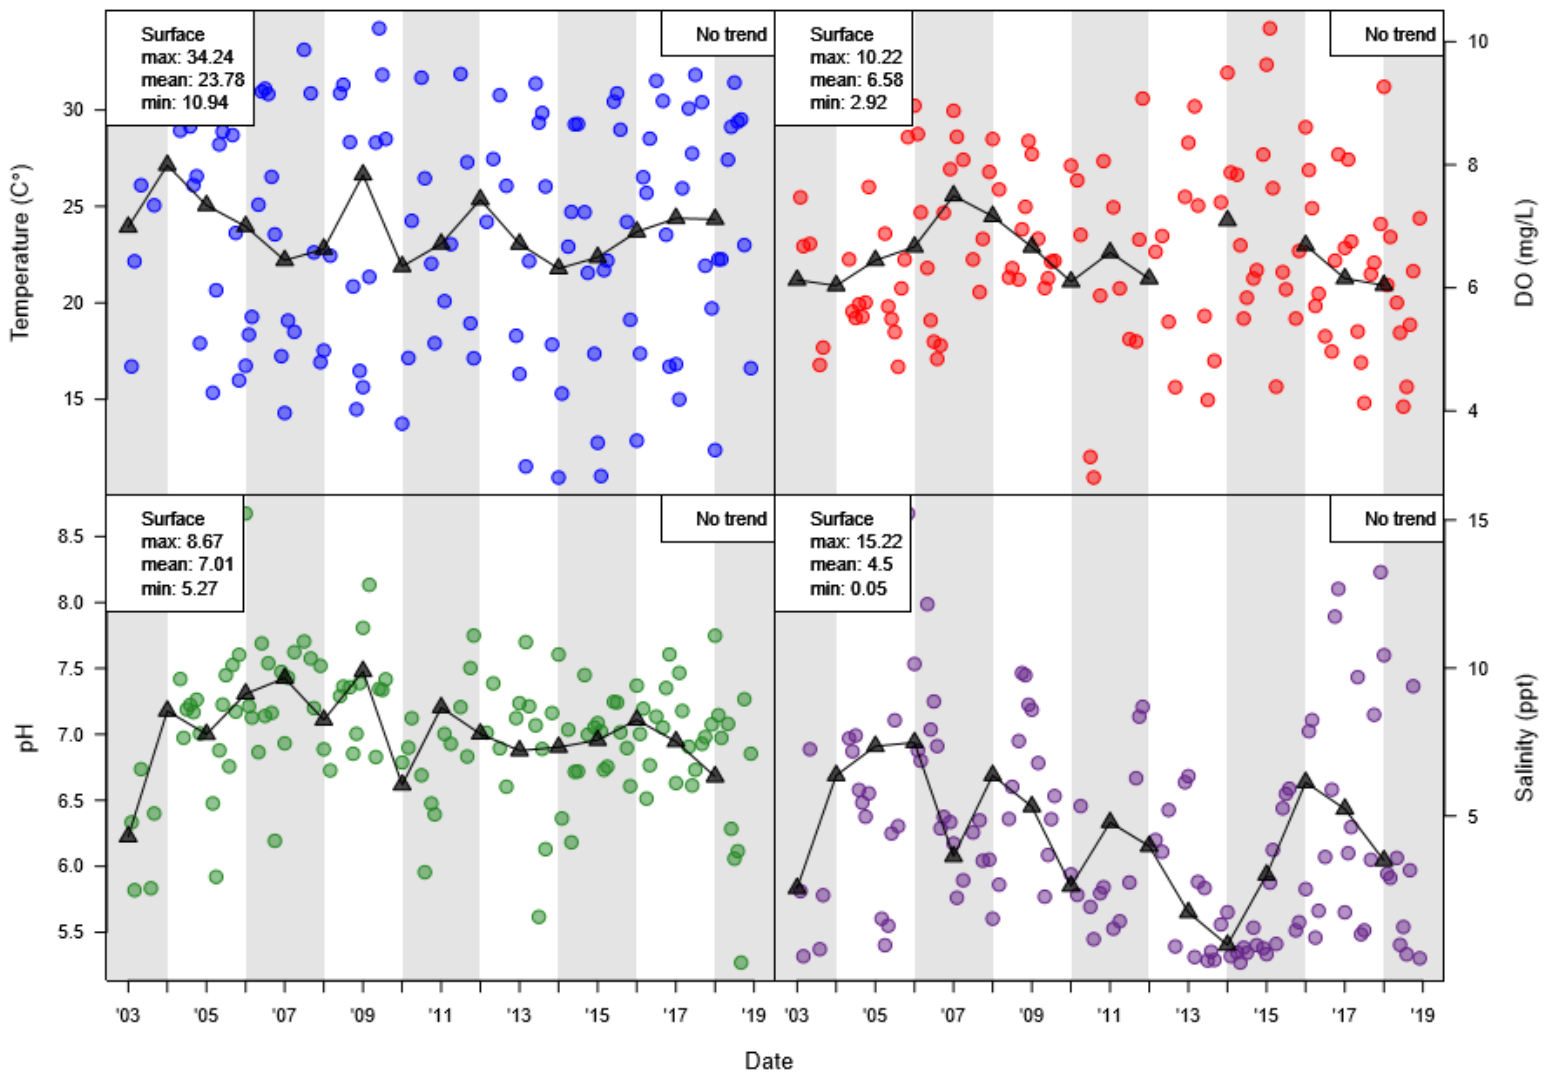 Surface
max: 34.24
mean: 23.78
min: 10.94
No trend
Surface
max: 10.22
mean: 6.58
min: 2.92
No trend
Temperature (C°)
30
25
20
15
10
8
6
4
DO (mg/L)
Surface
max: 8.67
mean: 7.01
min: 5.27
No trend
Surface
max: 15.22
mean: 4.5
min: 0.05
No trend
pH
8.5
8.0
7.5
7.0
6.5
6.0
5.5
15
10
5
Salinity (ppt)
'03 '05 '07 '09 '11 '13 '15 '17 '19 '03 '05 '07 '09 '11 '13 '15 '17 '19
Date